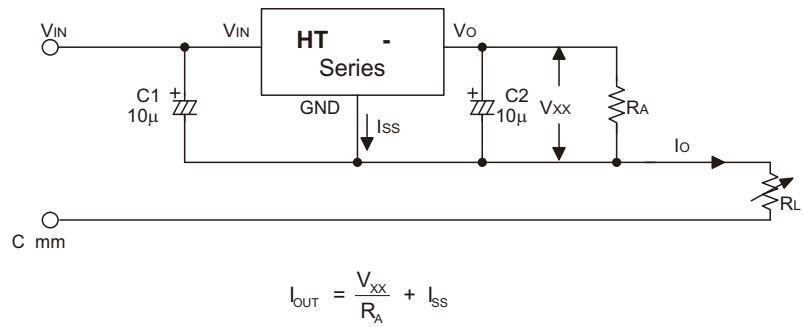 VIN
VIN
HT -
Series
VO
C1
10μ
+
GND
ISS
+
C2
10μ
VXX
RA
IO
RL
C mm
IOUT = VXX / RA + ISS